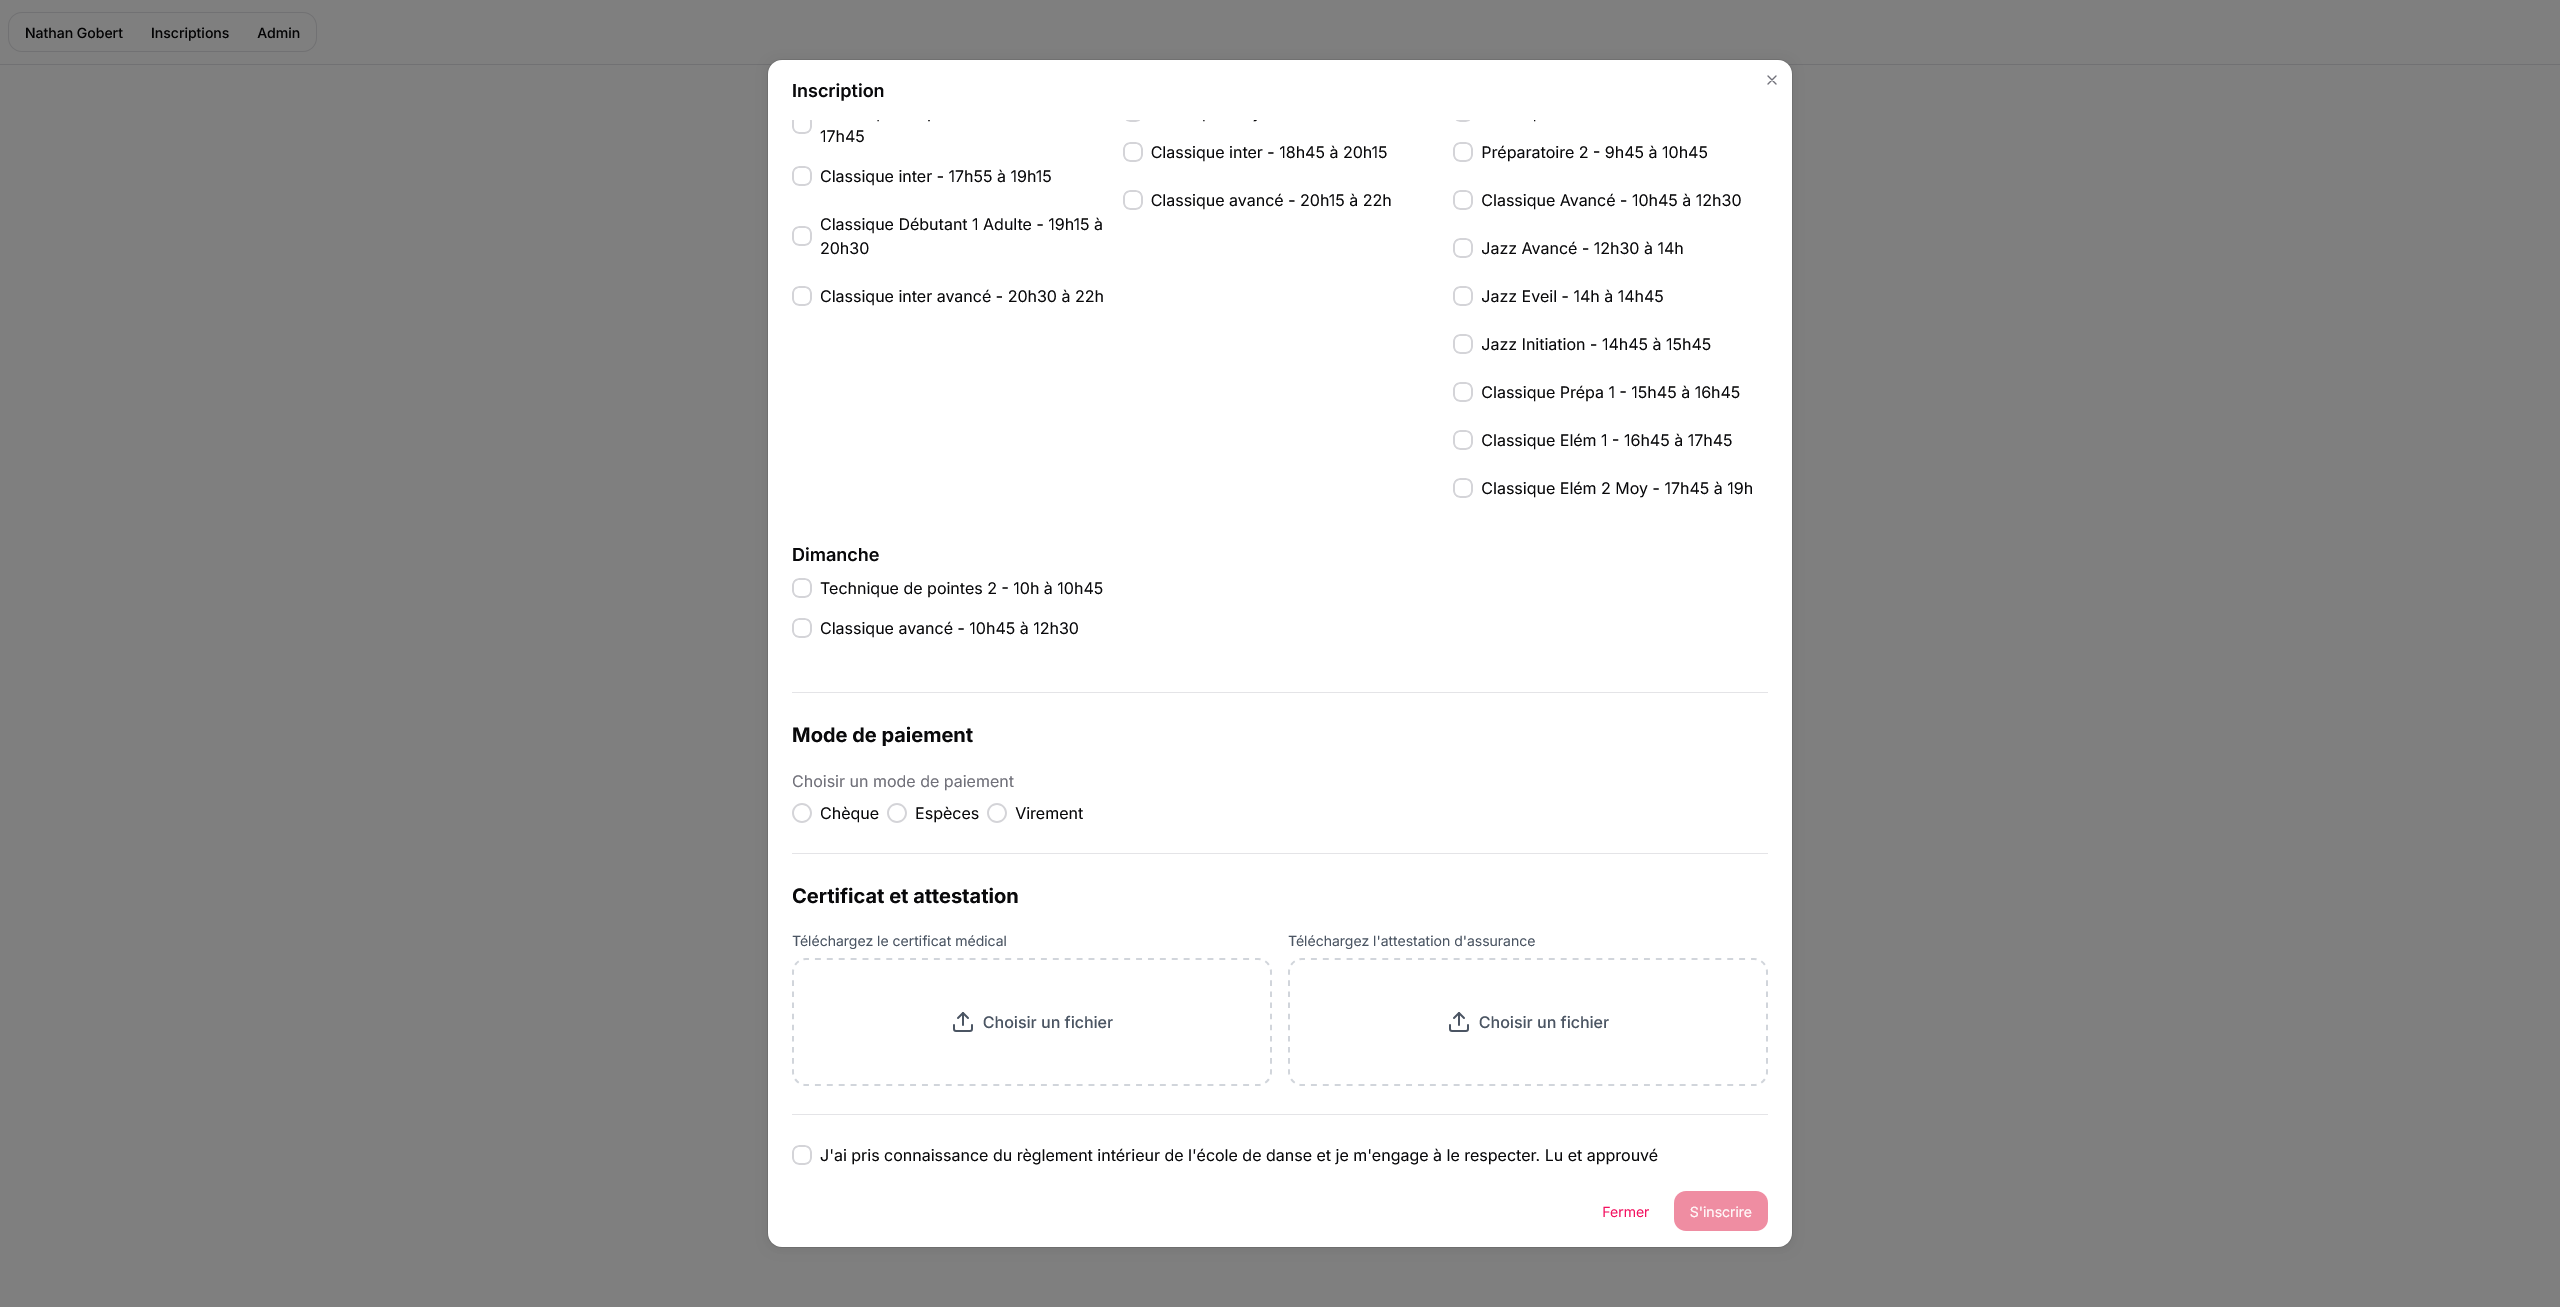 Nathan Gobert Inscriptions Admin
Inscription
17h45
Classique inter - 17h55 à 19h15
Classique Débutant 1 Adulte - 19h15 à
20h30
Classique inter avancé - 20h30 à 22h
Classique inter - 18h45 à 20h15
Classique avancé - 20h15 à 22h
Préparatoire 2 - 9h45 à 10h45
Classique Avancé - 10h45 à 12h30
Jazz Avancé - 12h30 à 14h
Jazz Eveil - 14h à 14h45
Jazz Initiation - 14h45 à 15h45
Classique Prépa 1 - 15h45 à 16h45
Classique Elém 1 - 16h45 à 17h45
Classique Elém 2 Moy - 17h45 à 19h
Dimanche
Technique de pointes 2 - 10h à 10h45
Classique avancé - 10h45 à 12h30
Mode de paiement
Choisir un mode de paiement
Chèque Espèces Virement
Certificat et attestation
Téléchargez le certificat médical
Choisir un fichier
Téléchargez l'attestation d'assurance
Choisir un fichier
J'ai pris connaissance du règlement intérieur de l'école de danse et je m'engage à le respecter. Lu et approuvé
Fermer S'inscrire